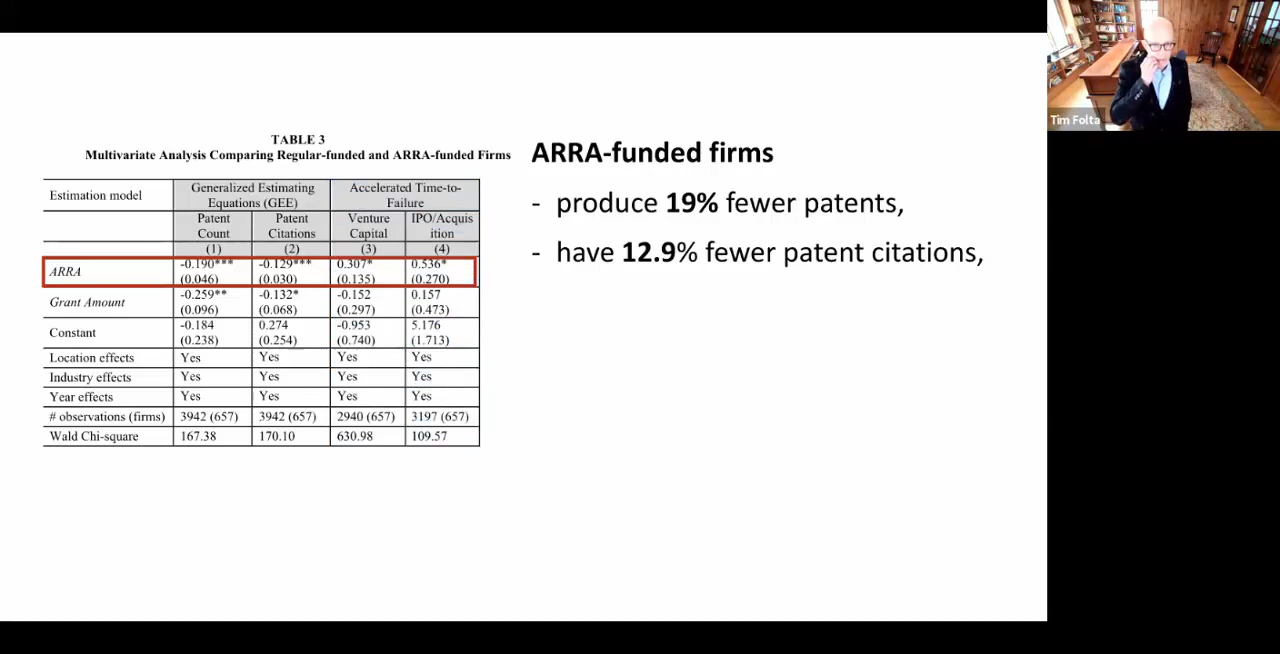 TABLE 3
Multivariate Analysis Comparing Regular-funded and ARRA-funded Firms
Estimation model Generalized Estimating Equations (GEE) Accelerated Time-to-Failure
Patent Count Patent Citations Venture Capital IPO/Acquisition
(1) (2) (3) (4)
ARRA -0.190*** -0.129*** 0.307* 0.536*
(0.046) (0.030) (0.135) (0.270)
Grant Amount -0.259** -0.132* -0.152 0.157
(0.096) (0.068) (0.297) (0.473)
Constant -0.184 0.274 -0.953 5.176
(0.238) (0.254) (0.740) (1.713)
Location effects Yes Yes Yes Yes
Industry effects Yes Yes Yes Yes
Year effects Yes Yes Yes Yes
# observations (firms) 3942 (657) 3942 (657) 2940 (657) 3197 (657)
Wald Chi-square 167.38 170.10 630.98 109.57
ARRA-funded firms
- produce 19% fewer patents,
- have 12.9% fewer patent citations,
Tim Folta